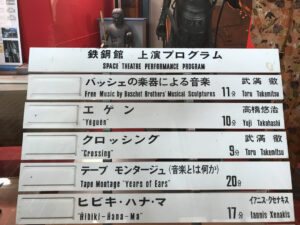 鉄鋼館 上演プログラム
SPACE THEATRE PERFORMANCE PROGRAM
バッシェの楽器による音楽 武満 徹
Free Music by Baschet Brothers' Musical Sculptures 11分 Toru Takemitsu
エゲン 高橋悠治
"Yéguèn" 10分 Yuji Takahashi
クロッシング 武満 徹
"Crossing" 9分 Toru Takemitsu
テープ モンタージュ (音楽とは何か)
Tape Montage "Years of Ears" 20分
ヒビキ・ハナ・マ イアニス・クセナキス
"Hibiki-Hana-Ma" 17分 Iannis Xenakis